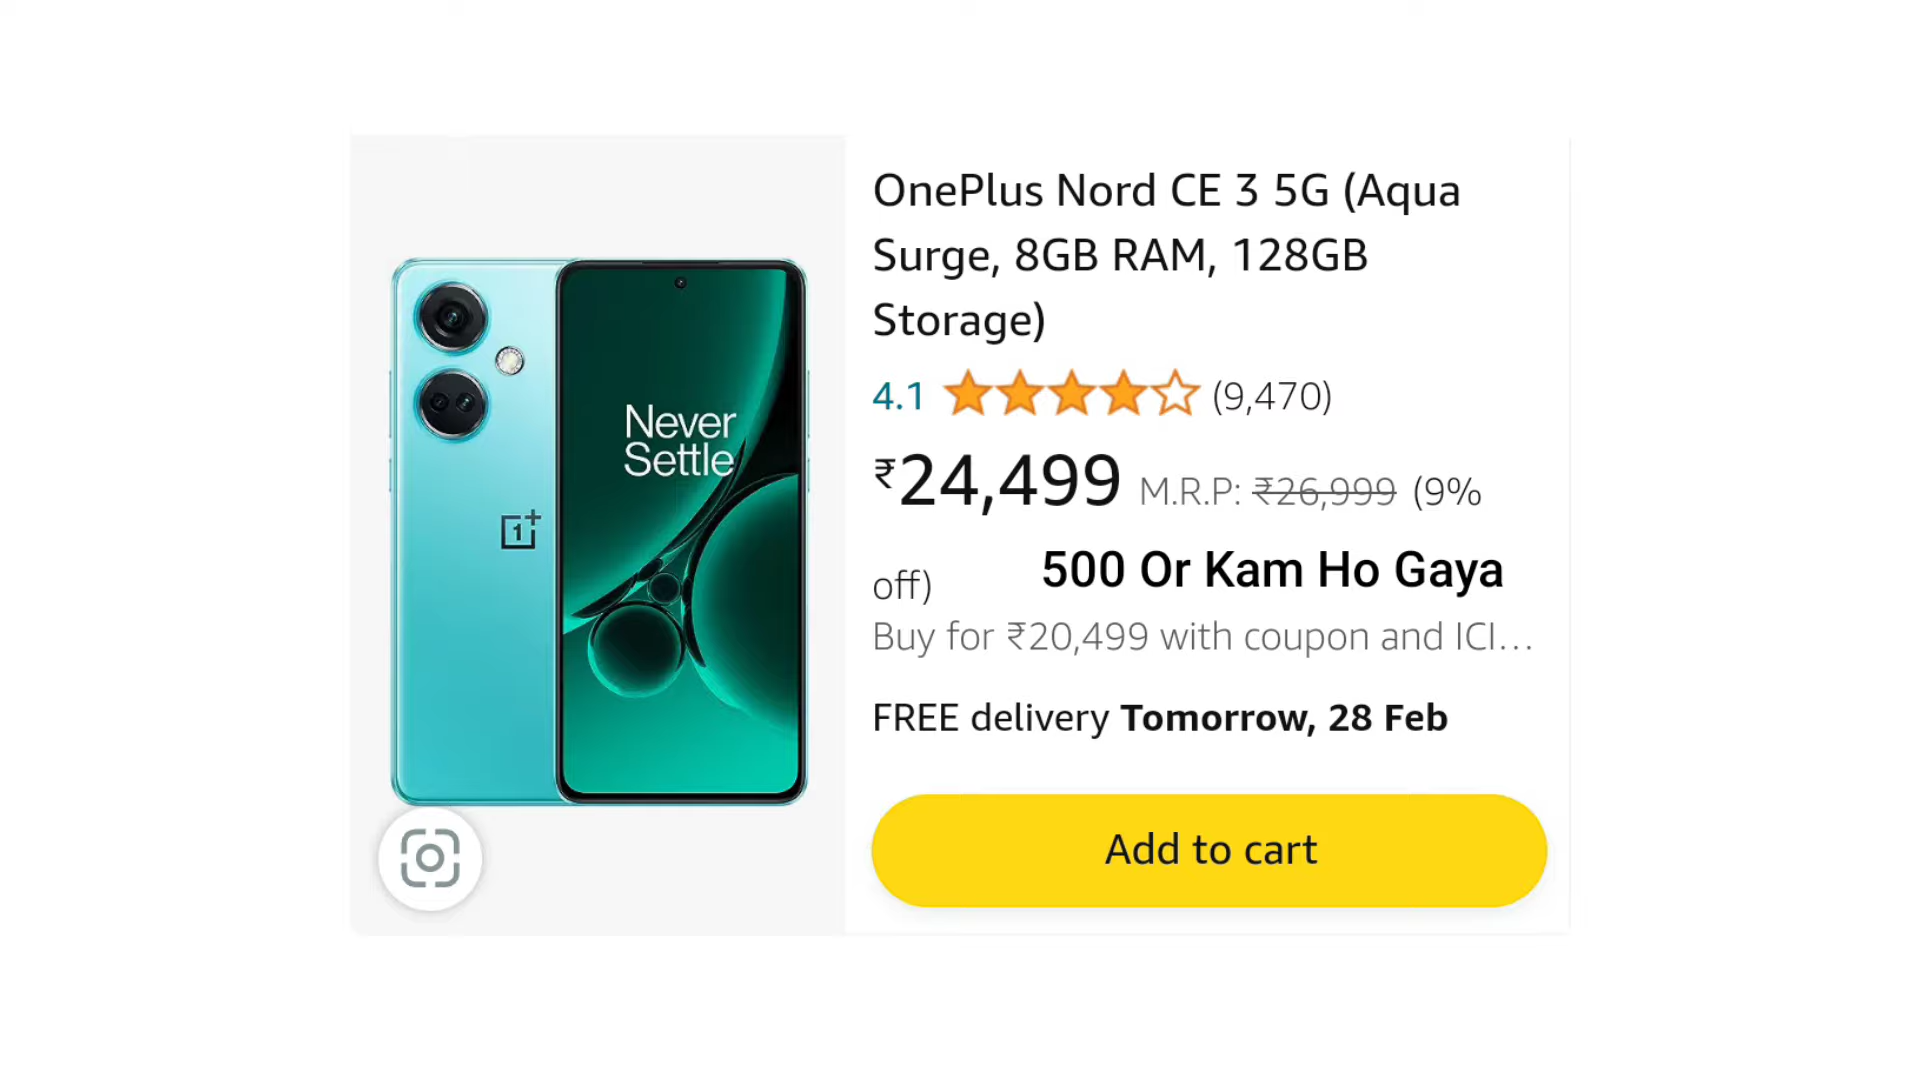 OnePlus Nord CE 3 5G (Aqua
Surge, 8GB RAM, 128GB
Storage)
4.1 (9,470)
₹24,499 M.R.P: ₹26,999 (9%
off)
500 Or Kam Ho Gaya
Buy for ₹20,499 with coupon and ICI...
FREE delivery Tomorrow, 28 Feb
Add to cart
Never
Settle
1+